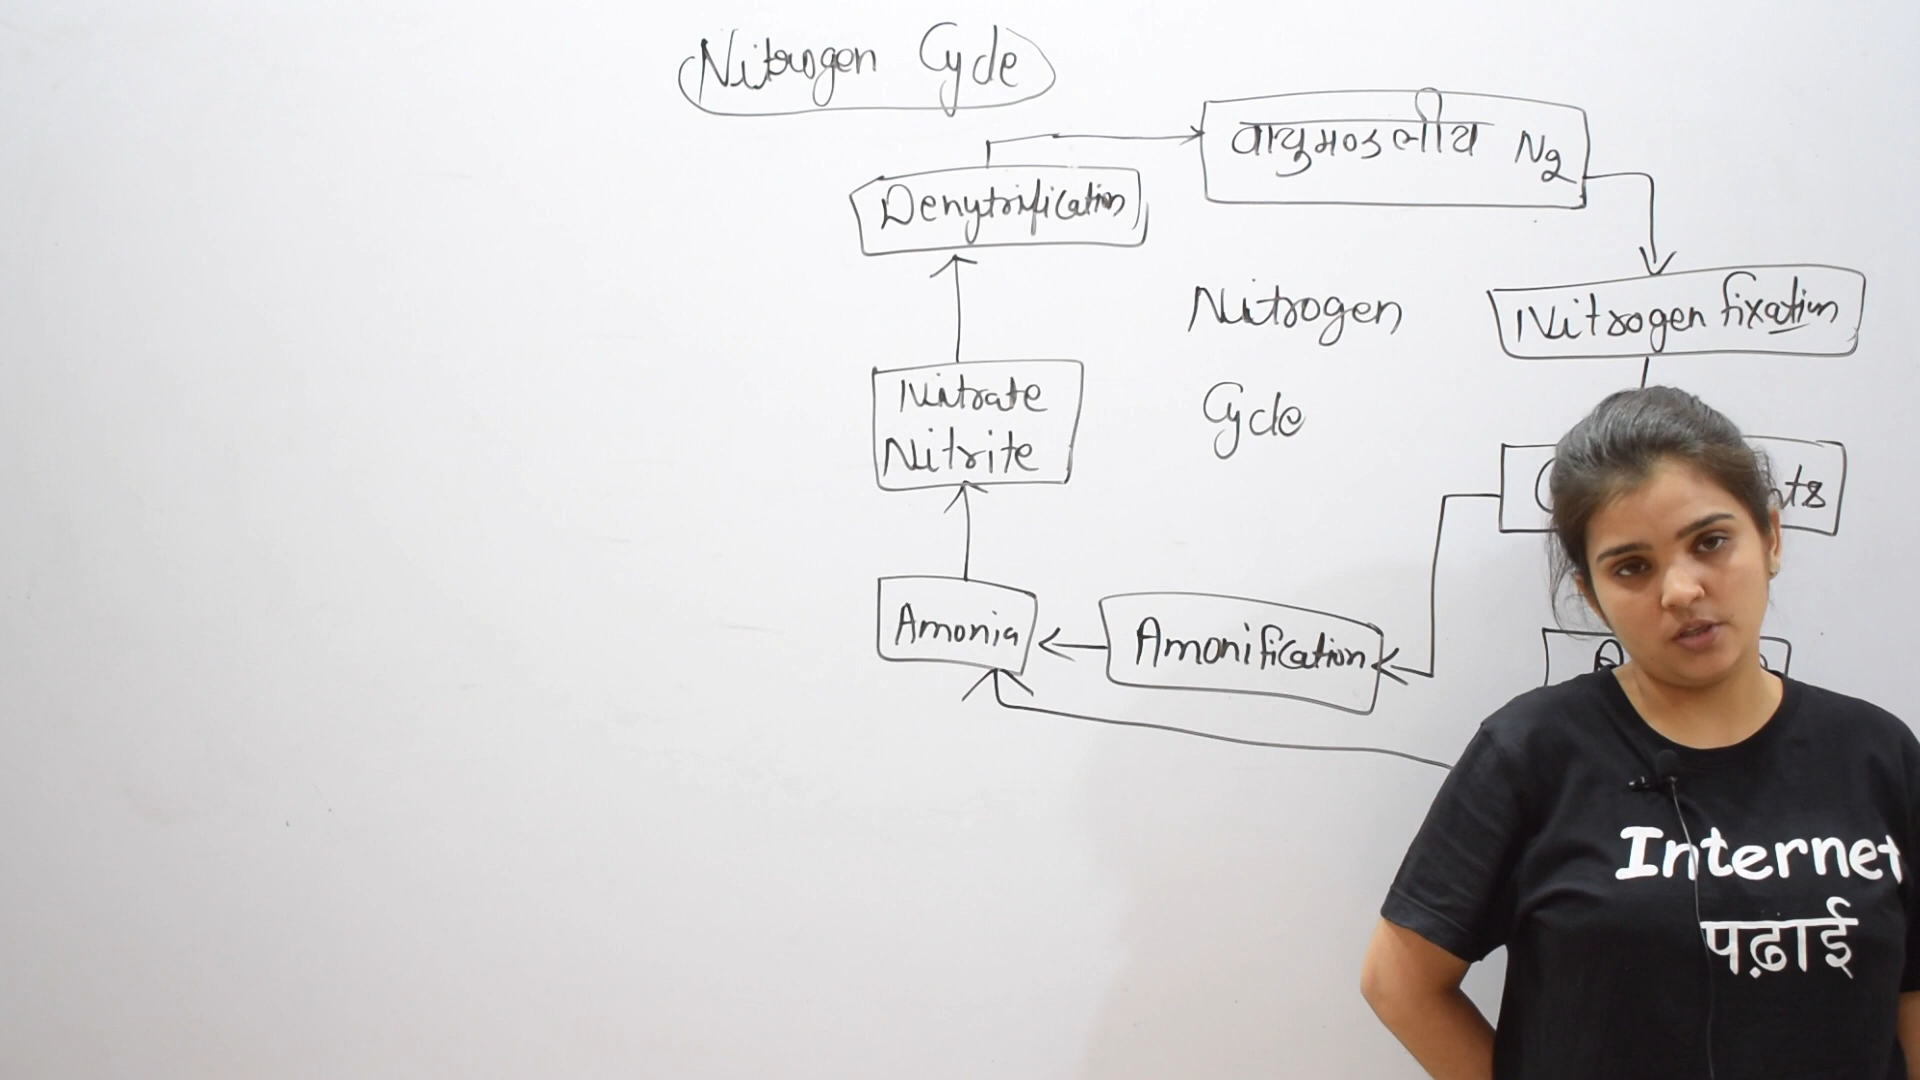 Nitrogen Cycle
वायुमण्डलीय N2
Denytrification
Nitrogen fixation
Nitrogen
Cycle
Nitrate
Nitrite
Amonia
Amonification
Internet
पढ़ाई